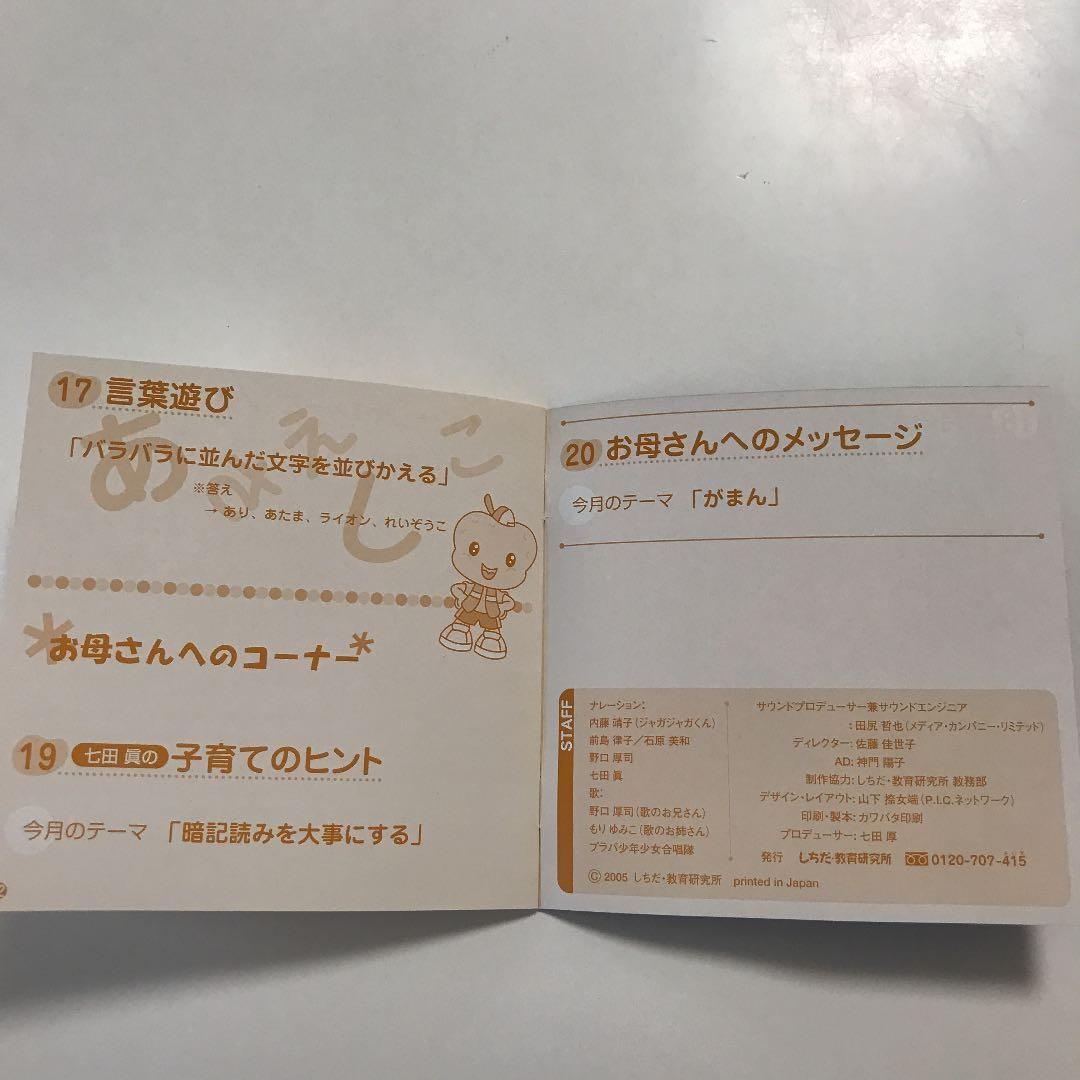 17 言葉遊び
「バラバラに並んだ文字を並びかえる」
※答え
→ あり、あたま、ライオン、れいぞうこ
お母さんへのコーナー
19 七田 眞の 子育てのヒント
今月のテーマ 「暗記読みを大事にする」
2
20 お母さんへのメッセージ
今月のテーマ 「がまん」
STAFF
ナレーション:
内藤 靖子(ジャガジャガくん)
前島 律子/石原 美和
野口 厚司
七田 眞
歌:
野口 厚司(歌のお兄さん)
もり ゆみこ(歌のお姉さん)
プラバ少年少女合唱隊
サウンドプロデューサー兼サウンドエンジニア
:田尻 哲也(メディア・カンパニー・リミテッド)
ディレクター:佐藤 佳世子
AD:神門 陽子
制作協力:しちだ・教育研究所 教務部
デザイン・レイアウト:山下 捺女端(P.I.C.ネットワーク)
印刷・製本:カワバタ印刷
プロデューサー:七田 厚
発行 しちだ・教育研究所 0120-707-415
© 2005 しちだ・教育研究所 printed in Japan